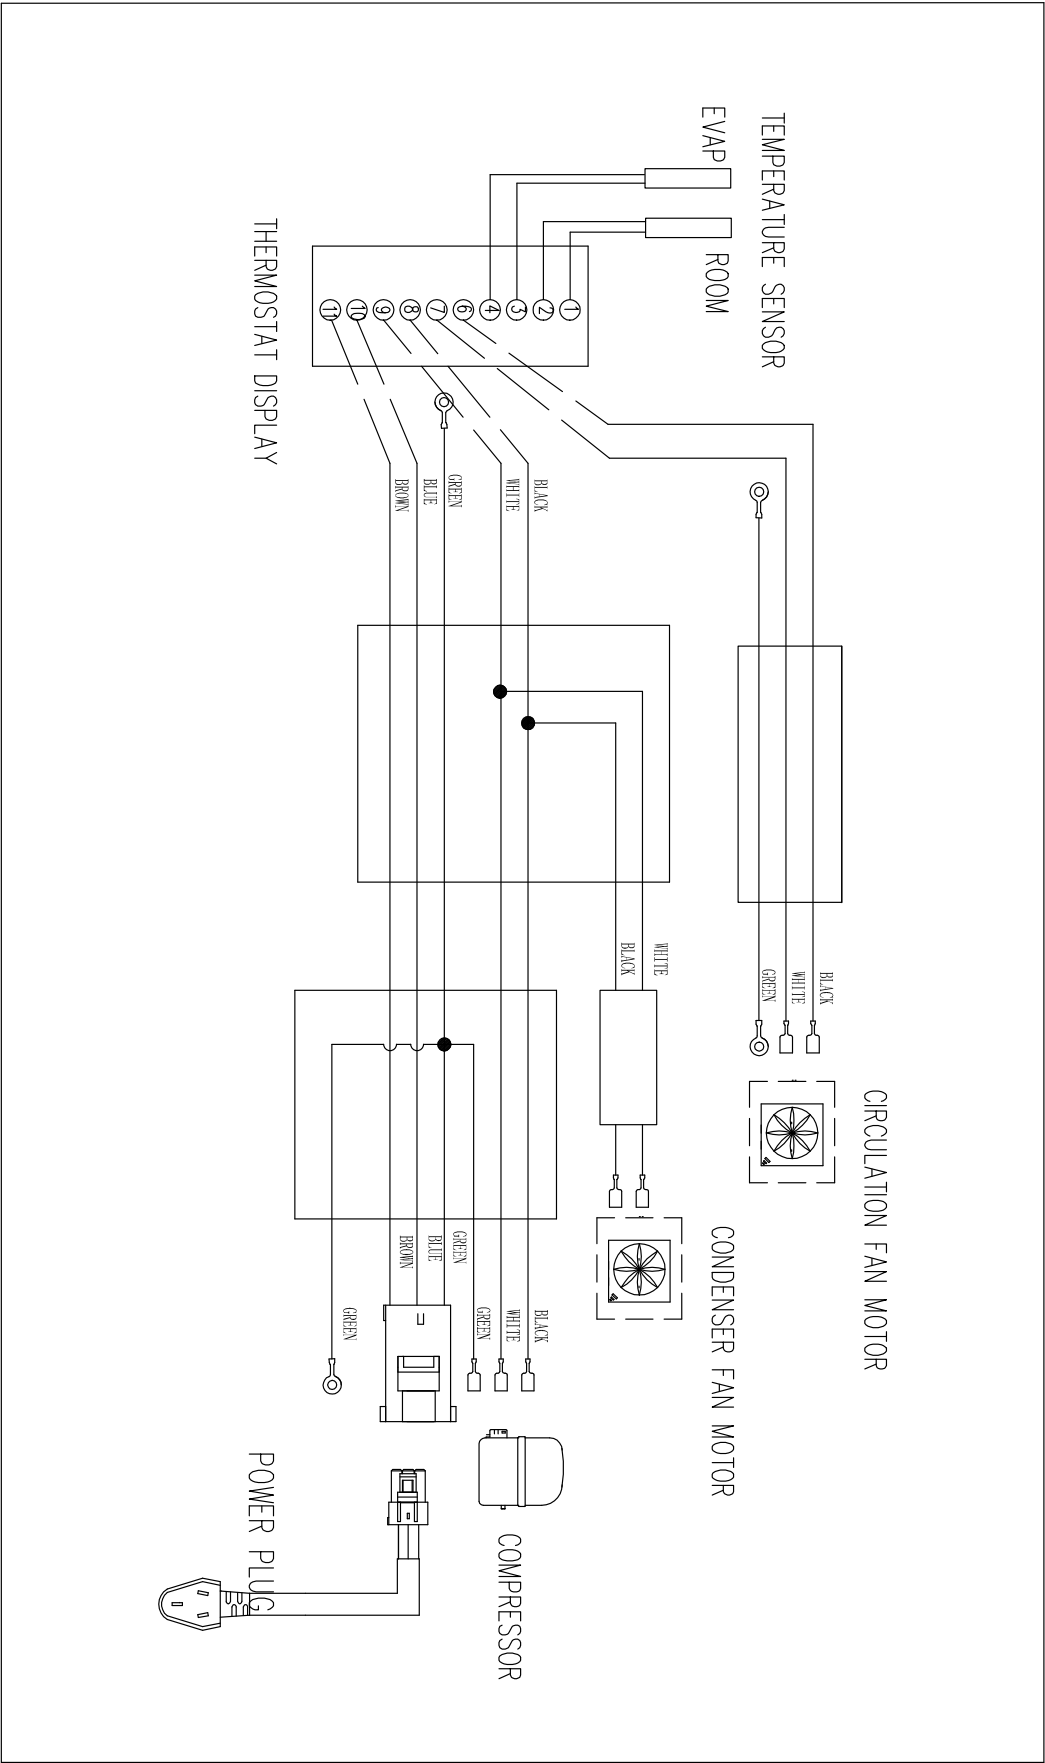 TEMPERATURE SENSOR
EVAP
ROOM
1
2
3
4
6
7
8
9
10
11
THERMOSTAT DISPLAY
BLACK
WHITE
GREEN
BLUE
BROWN
BLACK
WHITE
GREEN
CIRCULATION FAN MOTOR
WHITE
BLACK
CONDENSER FAN MOTOR
GREEN
BLUE
BROWN
BLACK
WHITE
GREEN
GREEN
COMPRESSOR
POWER PLUG